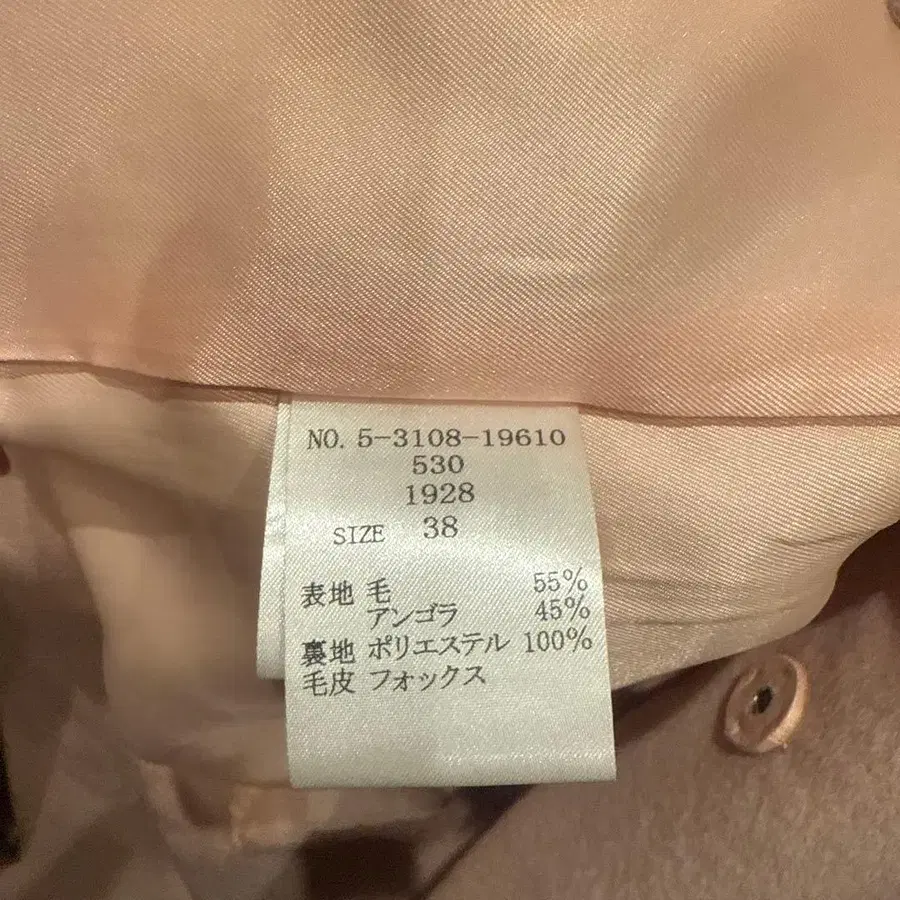 NO. 5-3108-19610
530
1928
SIZE 38
表地 毛 55%
アンゴラ 45%
裏地 ポリエステル 100%
毛皮 フォックス